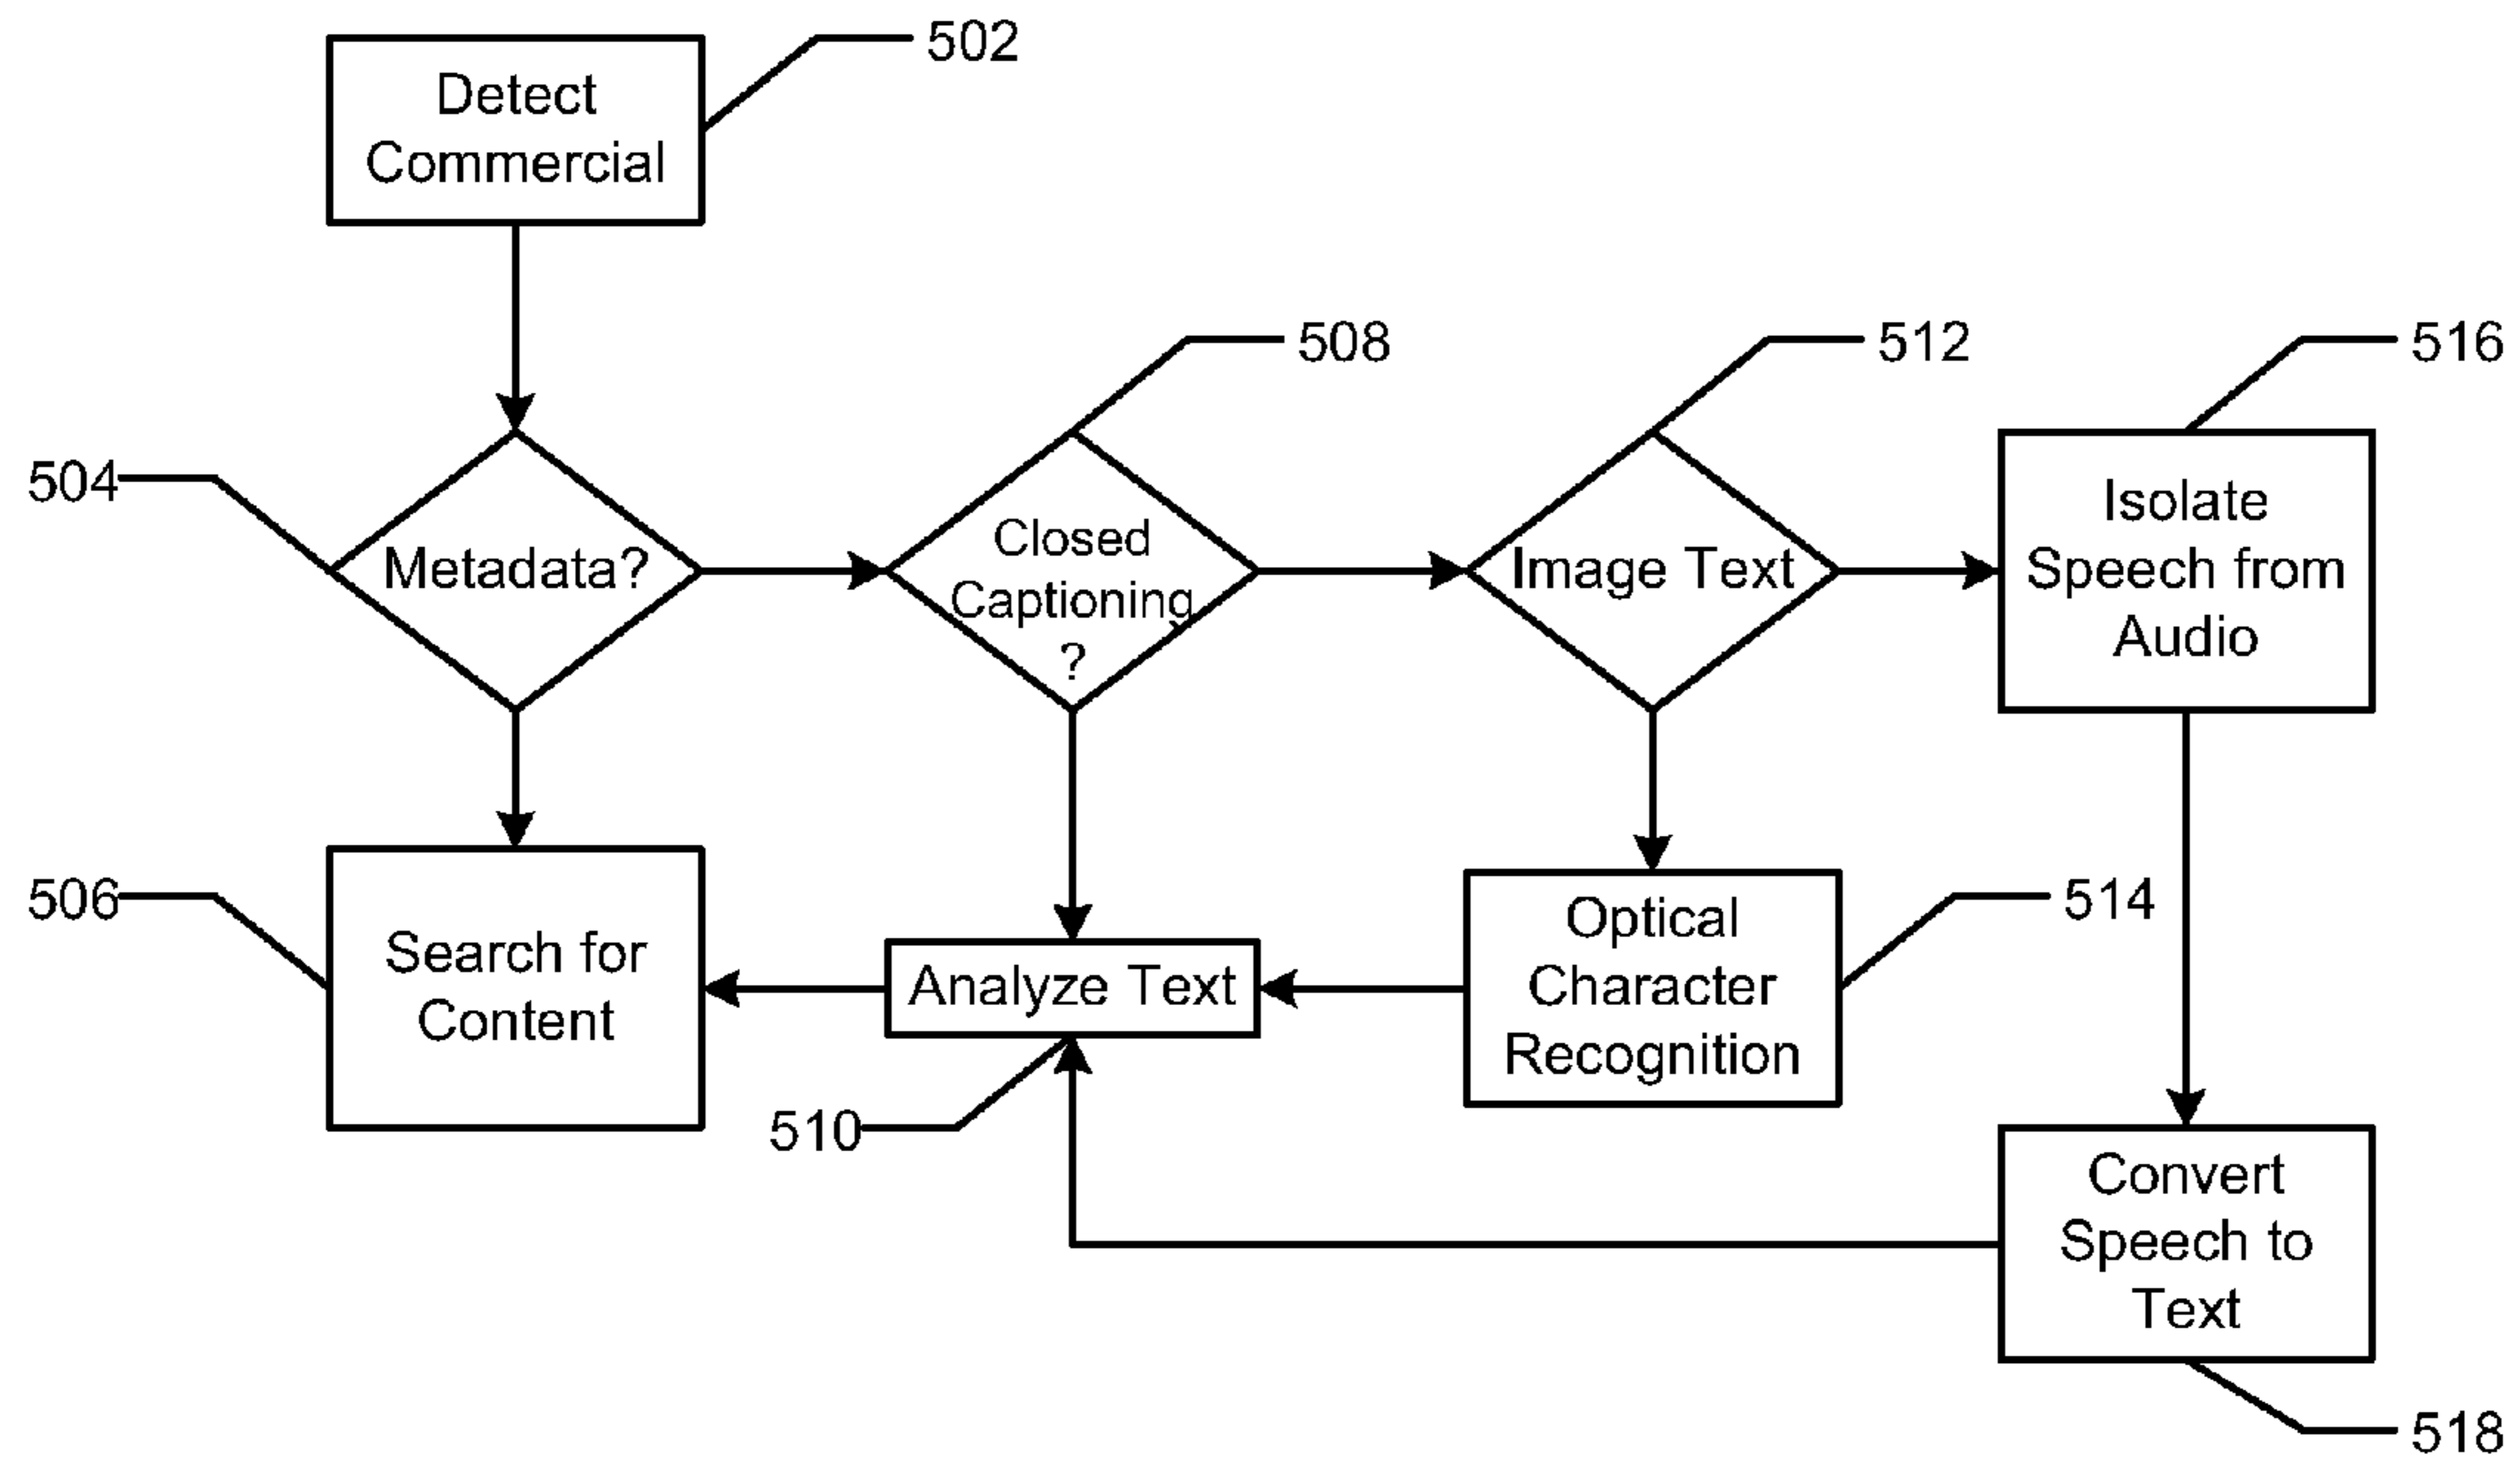 502
Detect
Commercial
508
512
516
504
Metadata?
Closed
Captioning
?
Image Text
Isolate
Speech from
Audio
506
Search for
Content
Analyze Text
Optical
Character
Recognition
514
510
Convert
Speech to
Text
518